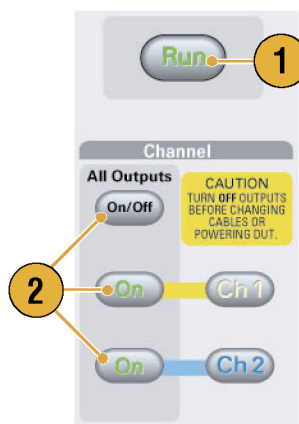 Run
1
Channel
All Outputs
On/Off
CAUTION
TURN OFF OUTPUTS
BEFORE CHANGING
CABLES OR
POWERING DUT.
2
On
Ch 1
On
Ch 2